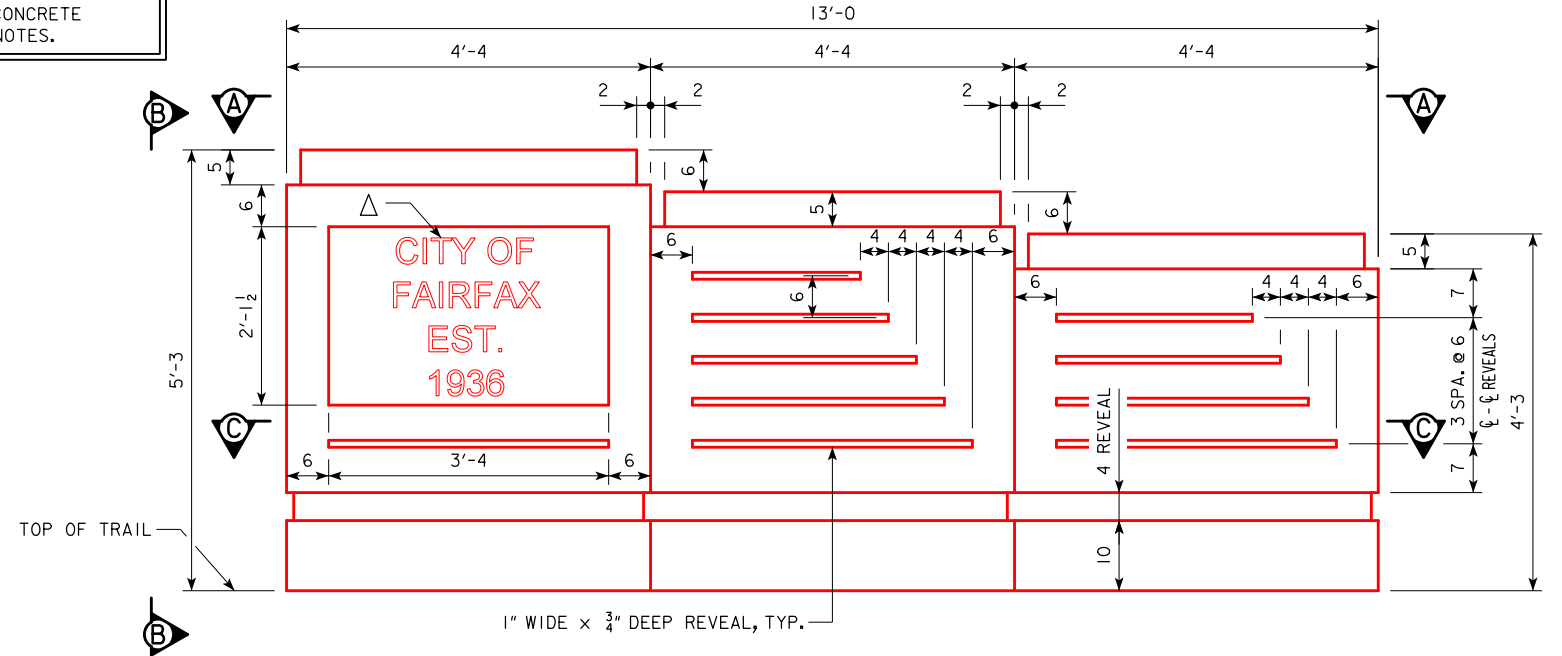 CONCRETE
NOTES.
13'-0
4'-4 4'-4 4'-4
2 2 2 2
B A A
5 6
6 5 6
6 4 4 4 4 6 5
6 4 4 4 6 7
Δ
CITY OF
FAIRFAX
EST.
1936
2'-1½
6
5'-3
3 SPA. @ 6
℄ - ℄ REVEALS
4'-3
C C
6 3'-4 6
4 REVEAL
7
TOP OF TRAIL
10
1" WIDE x ¾" DEEP REVEAL, TYP.
B